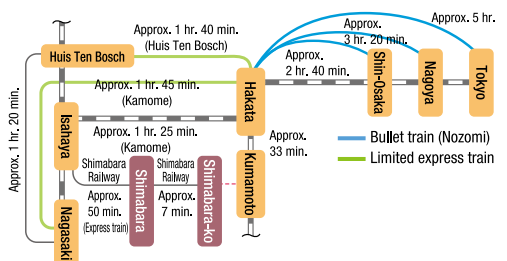 Approx. 1 hr. 40 min.
(Huis Ten Bosch)
Approx. 5 hr.
Approx.
3 hr. 20 min.
Approx.
2 hr. 40 min.
Huis Ten Bosch
Approx. 1 hr. 45 min.
(Kamome)
Hakata
Shin-Osaka
Nagoya
Tokyo
Approx. 1 hr. 20 min.
Isahaya
Approx. 1 hr. 25 min.
(Kamome)
Approx.
33 min.
Bullet train (Nozomi)
Limited express train
Shimabara
Railway
Approx.
50 min.
(Express train)
Shimabara
Shimabara
Railway
Approx.
7 min.
Shimabara-ko
Kumamoto
Nagasaki